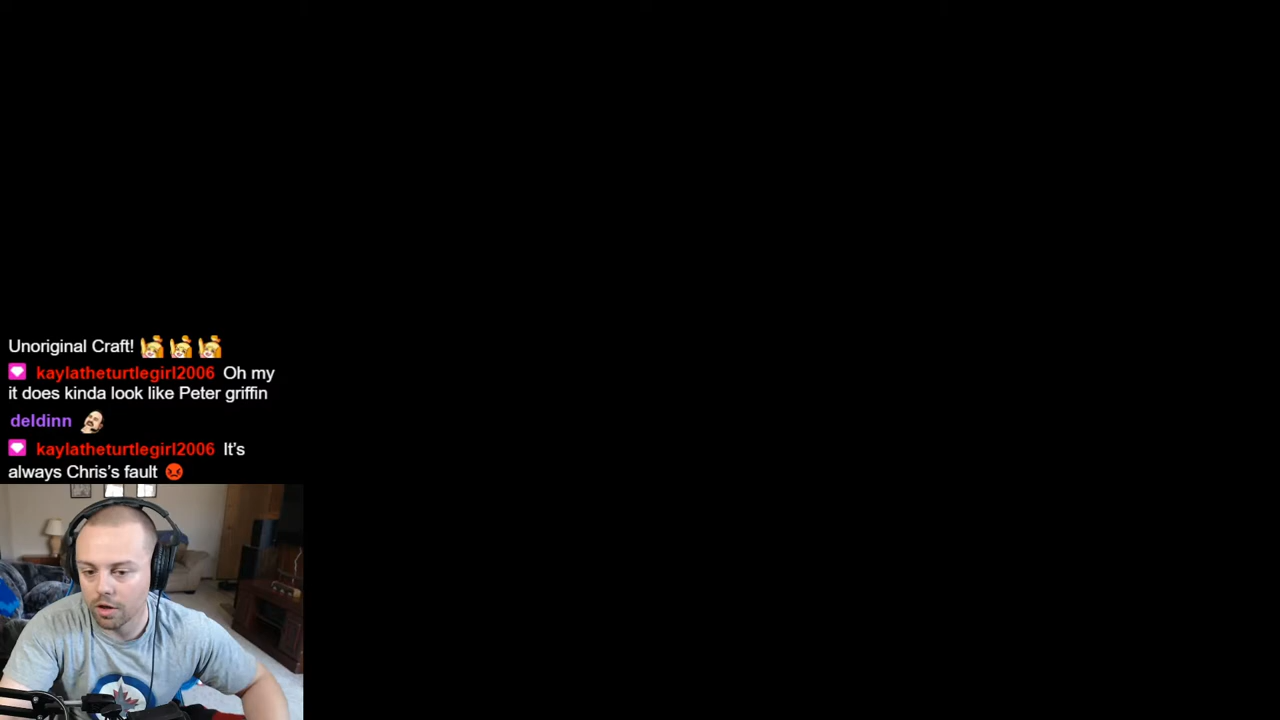 Unoriginal Craft!
kaylatheturtlegirl2006 Oh my
it does kinda look like Peter griffin
deldinn
kaylatheturtlegirl2006 It's
always Chris's fault